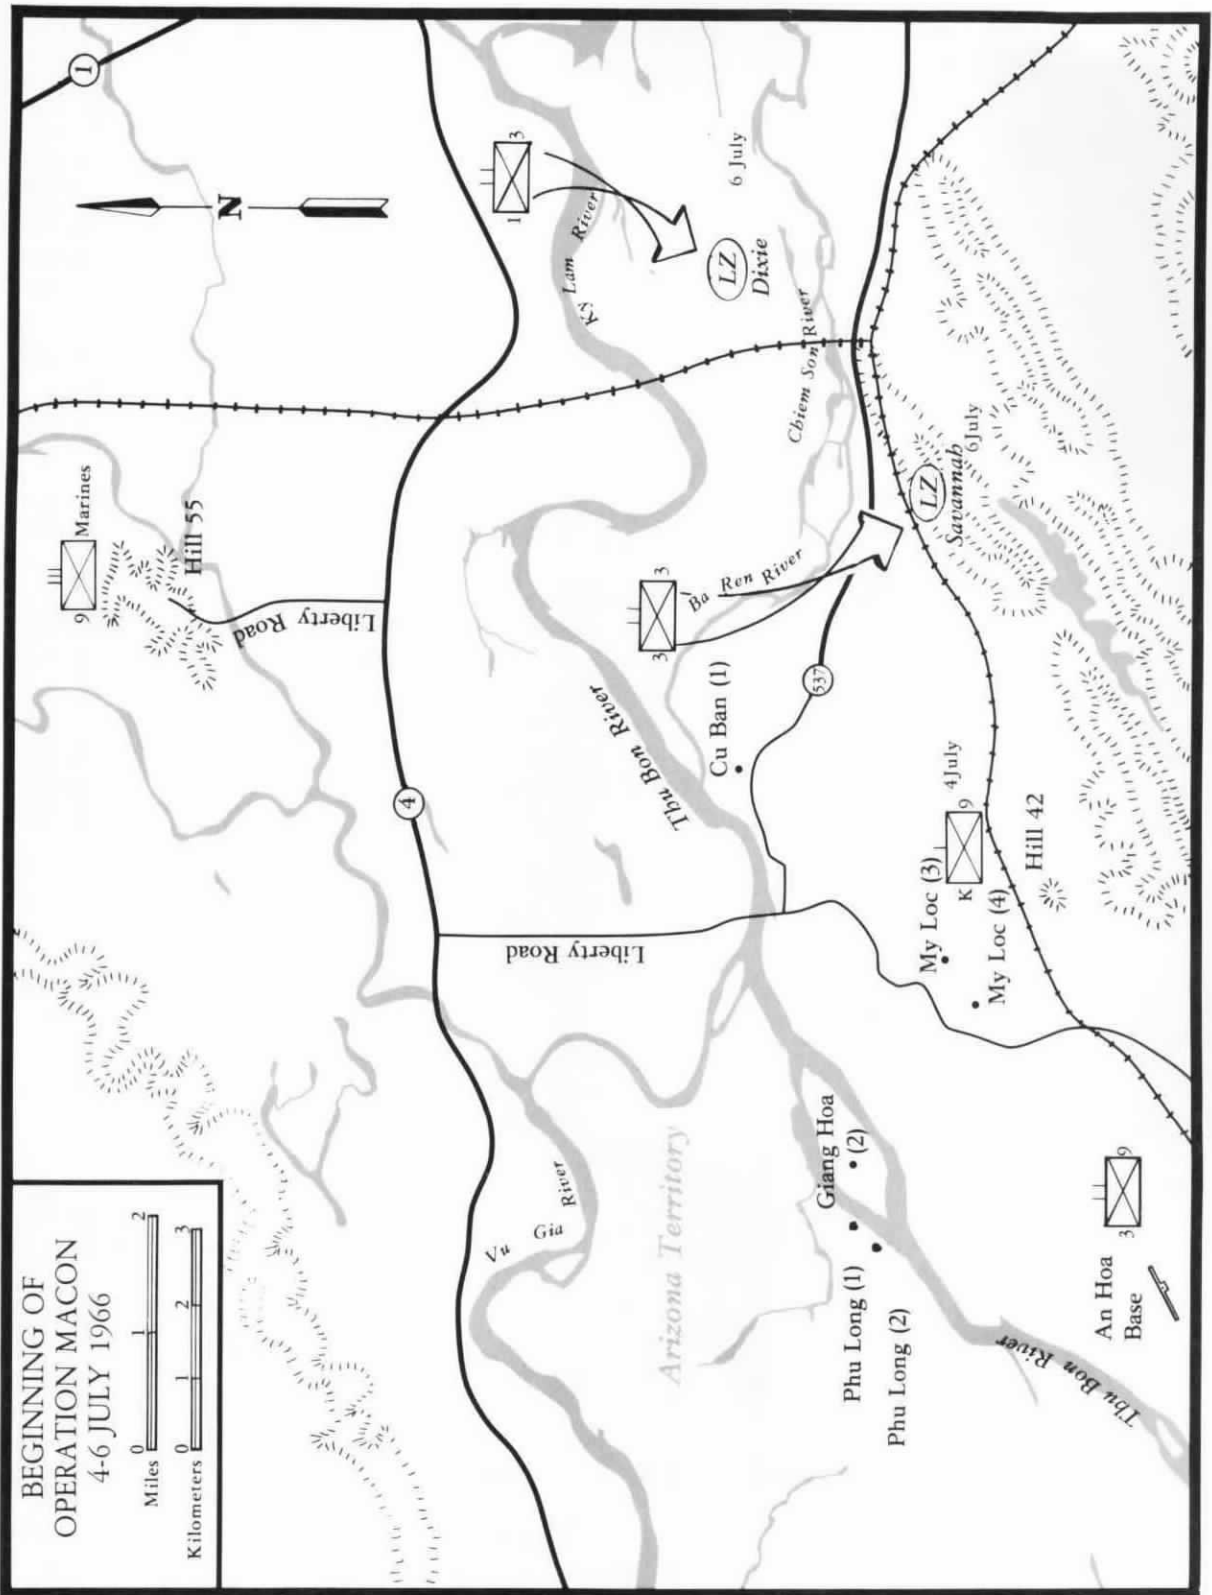 BEGINNING OF
OPERATION MACON
4-6 JULY 1966
0 1 2
Miles
0 1 2 3
Kilometers
N
1
9 Marines
Hill 55
Liberty Road
4
Liberty Road
Vu Gia River
Arizona Territory
1 3
Ky Lam River
6 July
LZ
Dixie
Chiem Son River
3 3
Ba Ren River
Thu Bon River
Cu Ban (1)
537
LZ
Savannah
6 July
4 July
K 9
My Loc (3)
My Loc (4)
Hill 42
Giang Hoa
(2)
Phu Long (1)
Phu Long (2)
3 9
An Hoa
Base
Thu Bon River